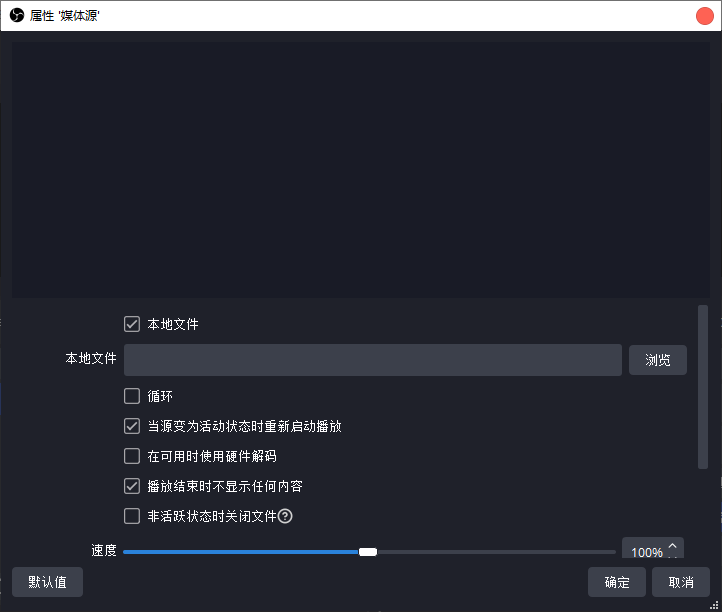 属性 '媒体源'
本地文件
本地文件
浏览
循环
当源变为活动状态时重新启动播放
在可用时使用硬件解码
播放结束时不显示任何内容
非活跃状态时关闭文件
速度
100%
默认值
确定
取消